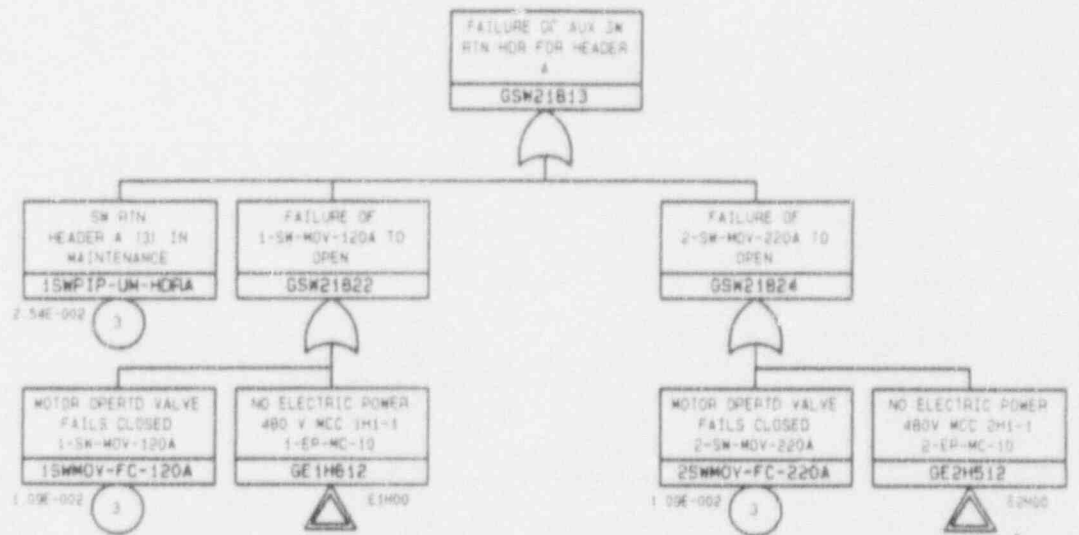 FAILURE OF AUX SW
RTN HDR FOR HEADER
A
GSW21813
SW RTN
HEADER A (3) IN
MAINTENANCE
1SWPIP-UM-HDRA
2.54E-002
3
FAILURE OF
1-SW-MOV-120A TO
OPEN
GSW21822
FAILURE OF
2-SW-MOV-220A TO
OPEN
GSW21824
MOTOR OPERTD VALVE
FAILS CLOSED
1-SW-MOV-120A
1SWMOV-FC-120A
1.09E-002
3
NO ELECTRIC POWER
480 V MCC 1H1-1
1-EP-MC-10
GE1H612
E1H00
MOTOR OPERTD VALVE
FAILS CLOSED
2-SW-MOV-220A
2SWMOV-FC-220A
1.09E-002
3
NO ELECTRIC POWER
480V MCC 2H1-1
2-EP-MC-10
GE2H512
E2H00